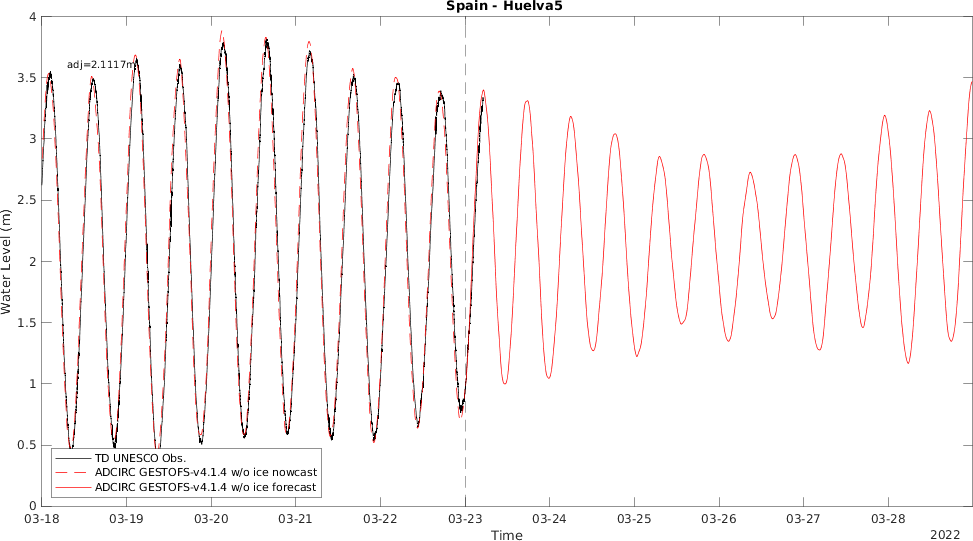 Spain - Huelva5
adj=2.1117m
4
3.5
3
2.5
2
1.5
1
0.5
0
Water Level (m)
TD UNESCO Obs.
ADCIRC GESTOFS-v4.1.4 w/o ice nowcast
ADCIRC GESTOFS-v4.1.4 w/o ice forecast
03-18 03-19 03-20 03-21 03-22 03-23 03-24 03-25 03-26 03-27 03-28
Time
2022